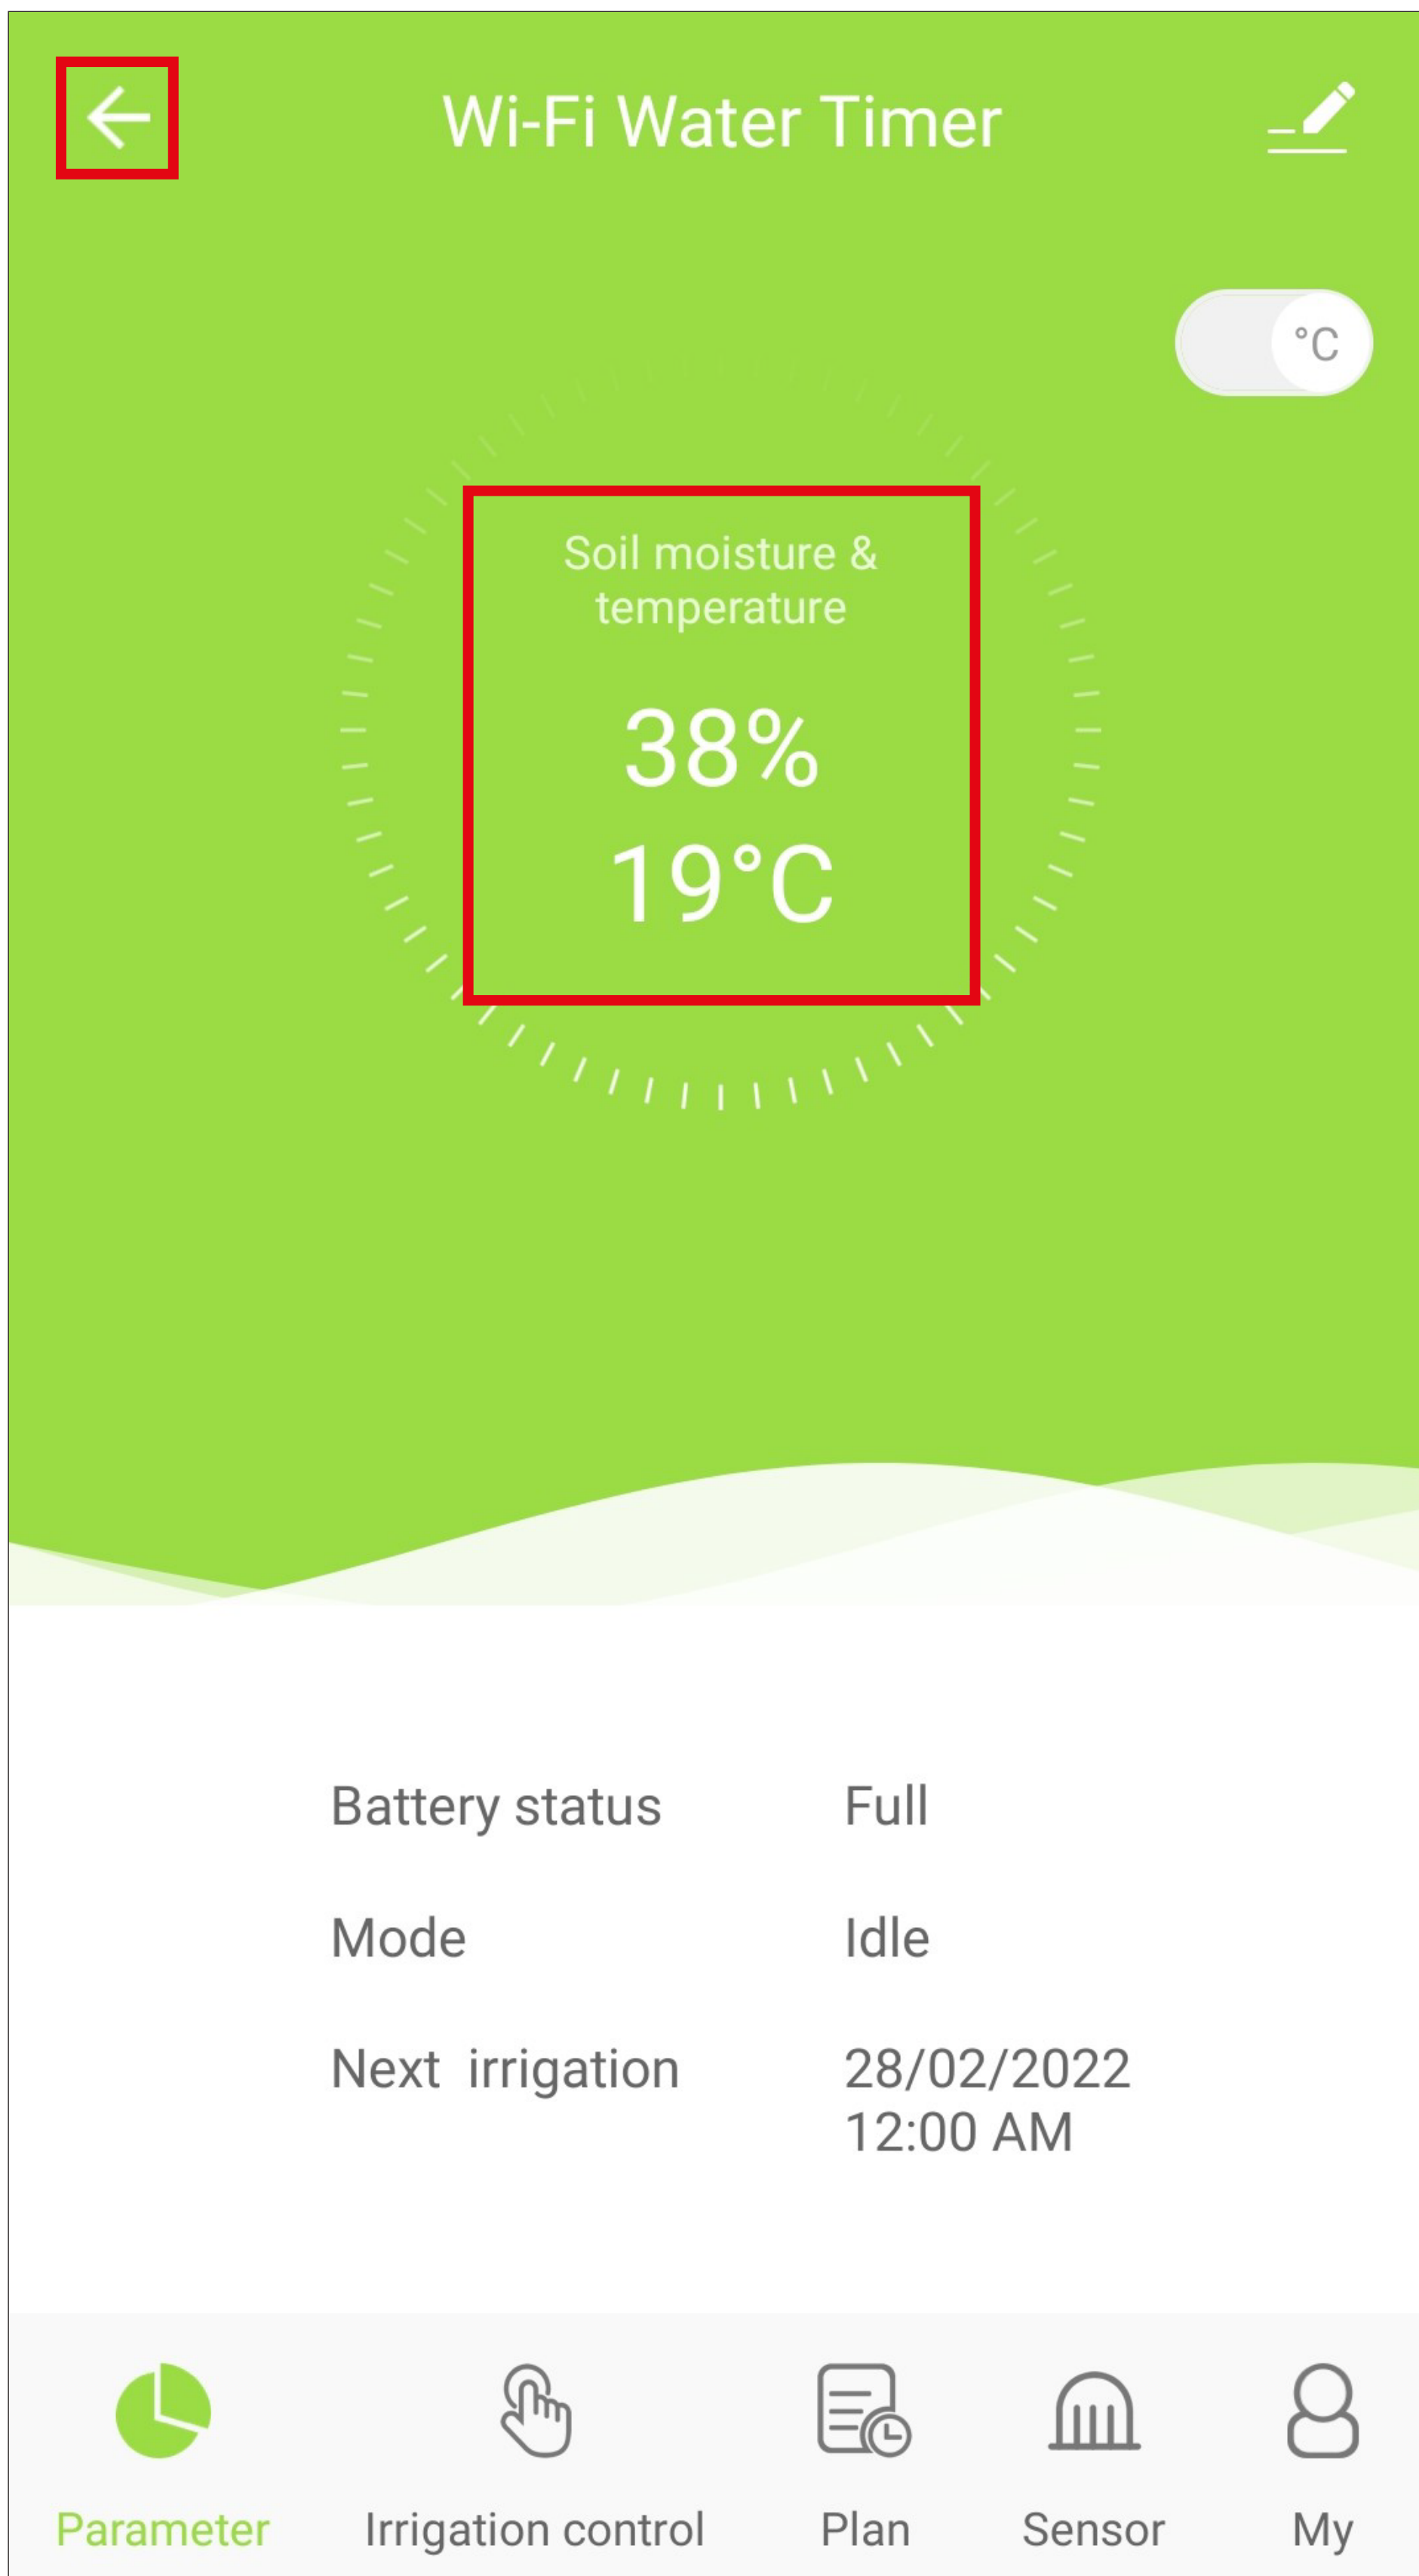 Wi-Fi Water Timer
°C
Soil moisture &
temperature
38%
19°C
Battery status Full
Mode Idle
Next irrigation 28/02/2022
12:00 AM
Parameter Irrigation control Plan Sensor My